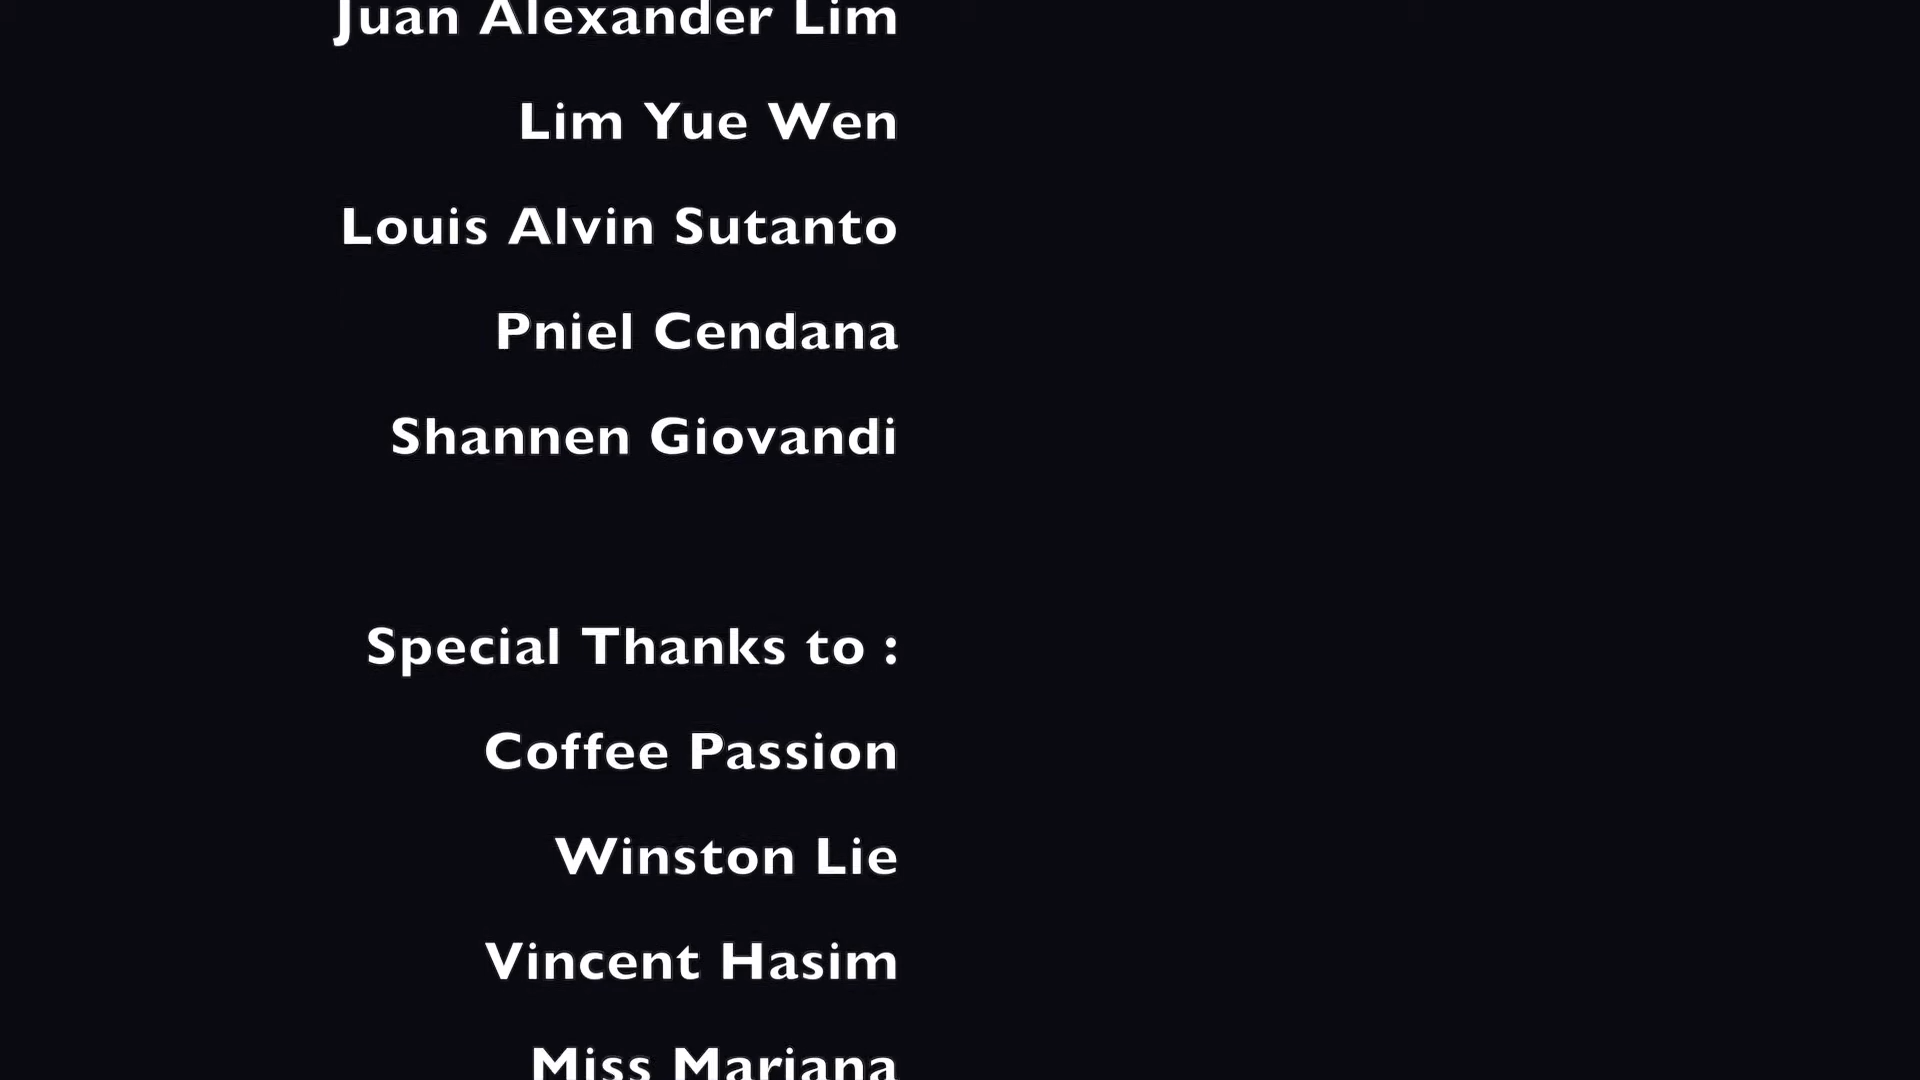 Juan Alexander Lim
Lim Yue Wen
Louis Alvin Sutanto
Pniel Cendana
Shannen Giovandi
Special Thanks to :
Coffee Passion
Winston Lie
Vincent Hasim
Miss Mariana